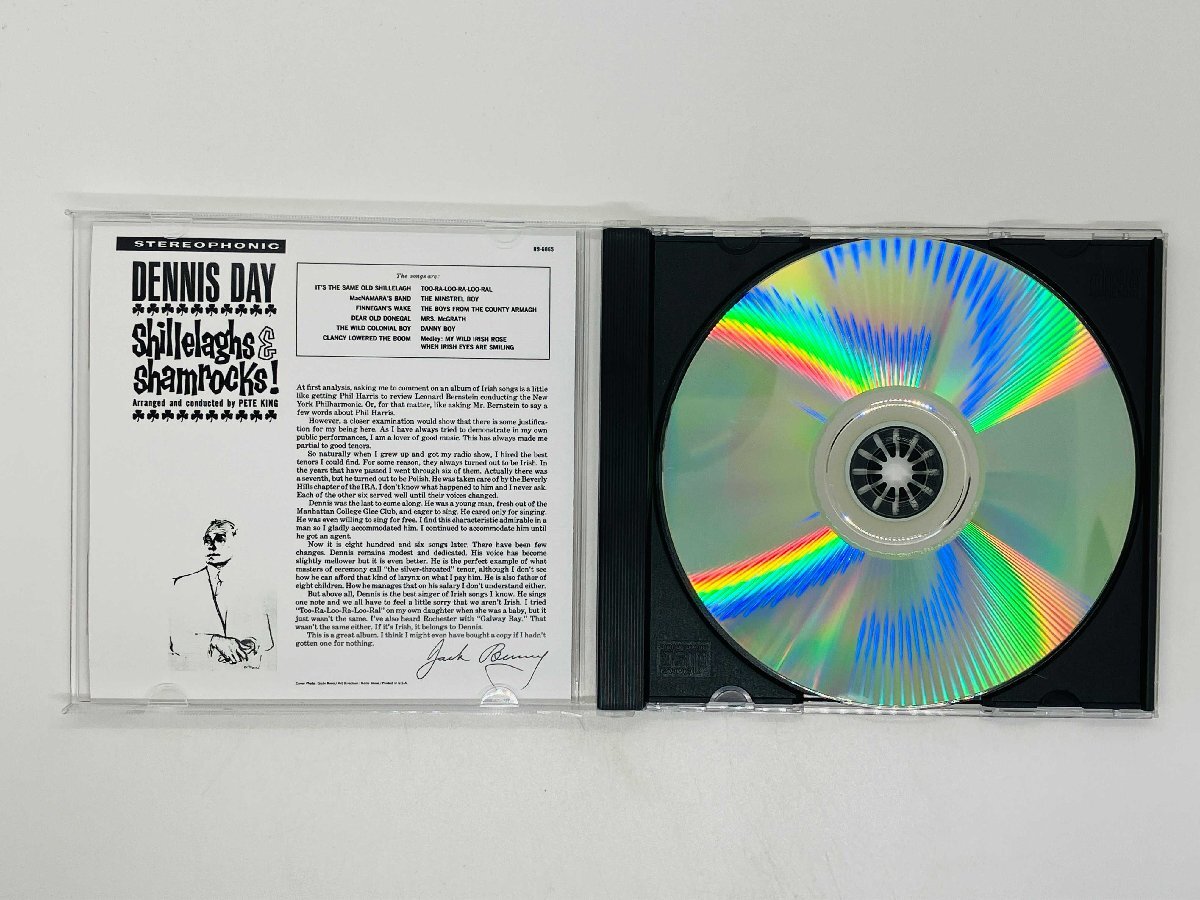 STEREOPHONIC
DENNIS DAY
Shillelaghs &
shamrocks!
Arranged and conducted by PETE KING
R9-6065
The songs are:
IT'S THE SAME OLD SHILLELAGH
MacNAMARA'S BAND
FINNEGAN'S WAKE
DEAR OLD DONEGAL
THE WILD COLONIAL BOY
CLANCY LOWERED THE BOOM
TOO-RA-LOO-RA-LOO-RAL
THE MINSTREL BOY
THE BOYS FROM THE COUNTY ARMAGH
MRS. McGRATH
DANNY BOY
Medley: MY WILD IRISH ROSE
WHEN IRISH EYES ARE SMILING
At first analysis, asking me to comment on an album of Irish songs is a little
like getting Phil Harris to review Leonard Bernstein conducting the New
York Philharmonic. Or, for that matter, like asking Mr. Bernstein to say a
few words about Phil Harris.
However, a closer examination would show that there is some justifica-
tion for my being here. As I have always tried to demonstrate in my own
public performances, I am a lover of good music. This has always made me
partial to good tenors.
So naturally when I grew up and got my radio show, I hired the best
tenors I could find. For some reason, they always turned out to be Irish. In
the years that have passed I went through six of them. Actually there was
a seventh, but he turned out to be Polish. He was taken care of by the Beverly
Hills chapter of the IRA. I don't know what happened to him and I never ask.
Each of the other six served well until their voices changed.
Dennis was the last to come along. He was a young man, fresh out of the
Manhattan College Glee Club, and eager to sing. He cared only for singing.
He was even willing to sing for free. I find this characteristic admirable in a
man so I gladly accommodated him. I continued to accommodate him until
he got an agent.
Now it is eight hundred and six songs later. There have been few
changes. Dennis remains modest and dedicated. His voice has become
slightly mellower but it is even better. He is the perfect example of what
masters of ceremony call "the silver-throated" tenor, although I don't see
how he can afford that kind of larynx on what I pay him. He is also father of
eight children. How he manages that on his salary I don't understand either.
But above all, Dennis is the best singer of Irish songs I know. He sings
one note and we all have to feel a little sorry that we aren't Irish. I tried
"Too-Ra-Loo-Ra-Loo-Ral" on my own daughter when she was a baby, but it
just wasn't the same. I've also heard Rochester with "Galway Bay." That
wasn't the same either. If it's Irish, it belongs to Dennis.
This is a great album. I think I might even have bought a copy if I hadn't
gotten one for nothing.
Jack Benny
Printed in U.S.A.